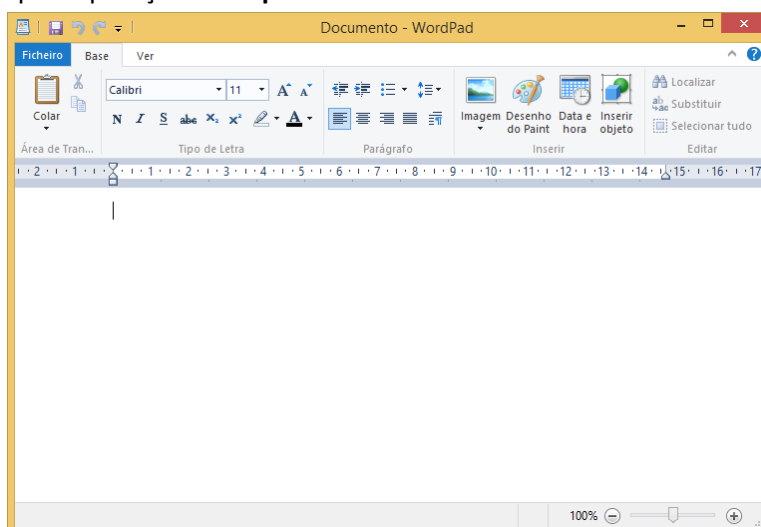 Documento - WordPad
Ficheiro Base Ver
Calibri 11 A A
Localizar
Substituir
Selecionar tudo
Colar
N I S abc X₂ x² A
Imagem Desenho do Paint Data e hora Inserir objeto
Área de Tran... Tipo de Letra Parágrafo Inserir Editar
2 1 1 2 3 4 5 6 7 8 9 10 11 12 13 14 15 16 17
100%